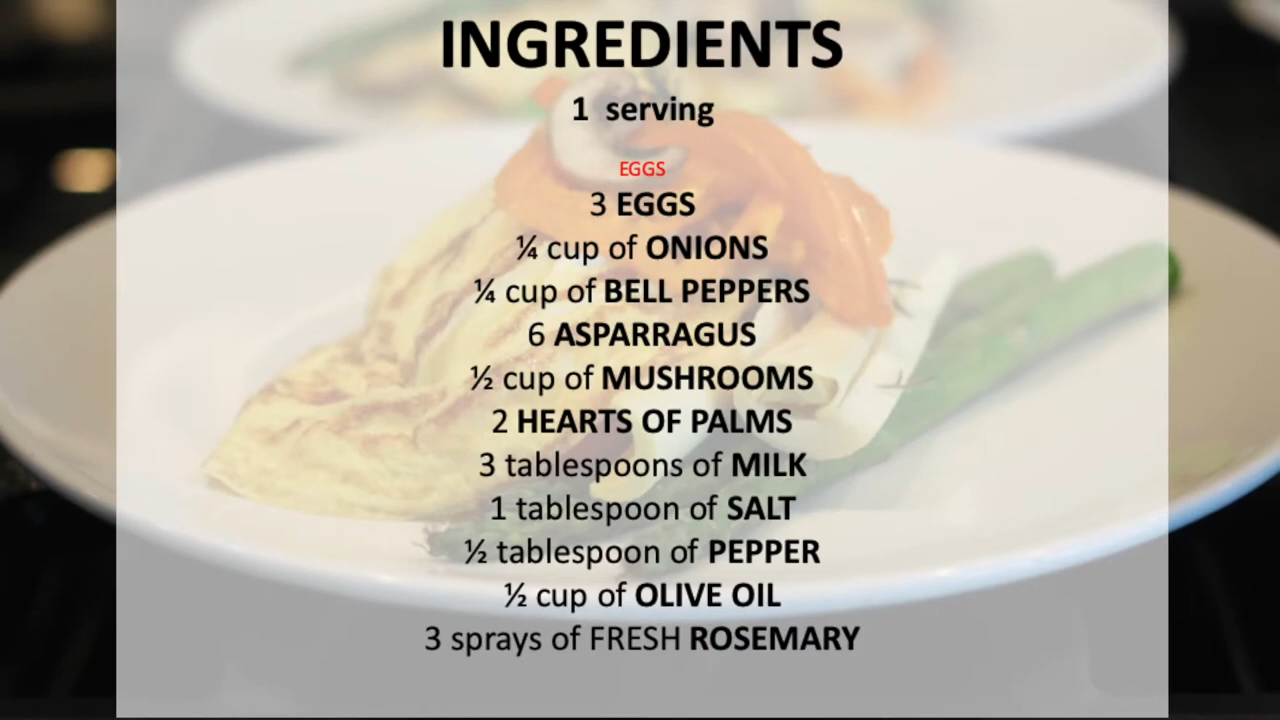 INGREDIENTS
1 serving
EGGS
3 EGGS
¼ cup of ONIONS
¼ cup of BELL PEPPERS
6 ASPARRAGUS
½ cup of MUSHROOMS
2 HEARTS OF PALMS
3 tablespoons of MILK
1 tablespoon of SALT
½ tablespoon of PEPPER
½ cup of OLIVE OIL
3 sprays of FRESH ROSEMARY